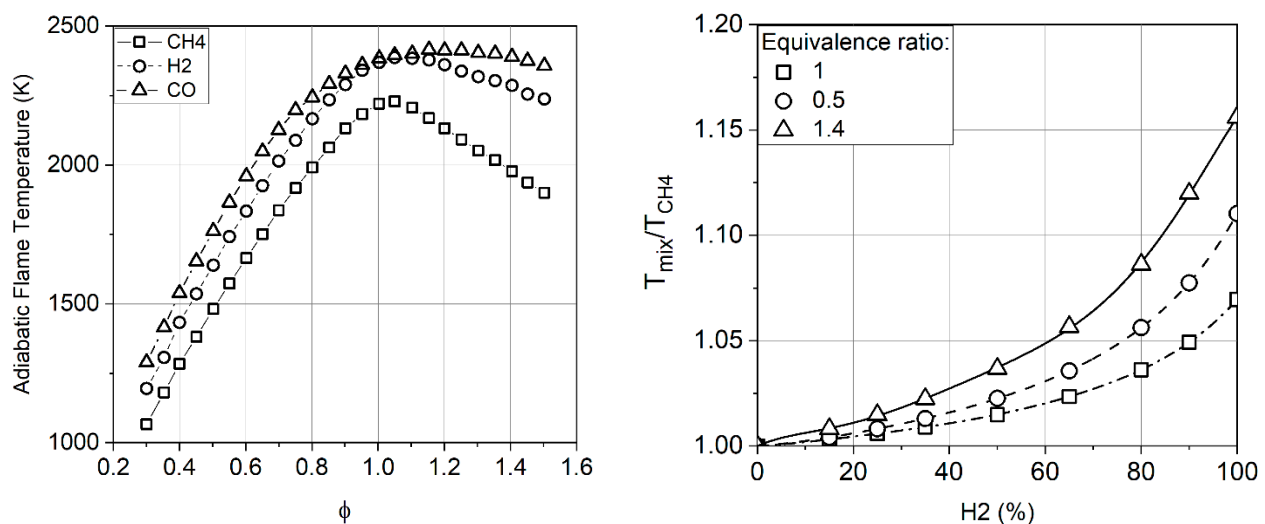 2500
2000
1500
1000
Adiabatic Flame Temperature (K)
CH4
H2
CO
0.2 0.4 0.6 0.8 1.0 1.2 1.4 1.6
ϕ
1.20
1.15
1.10
1.05
1.00
T_mix/T_CH4
Equivalence ratio:
1
0.5
1.4
0 20 40 60 80 100
H2 (%)